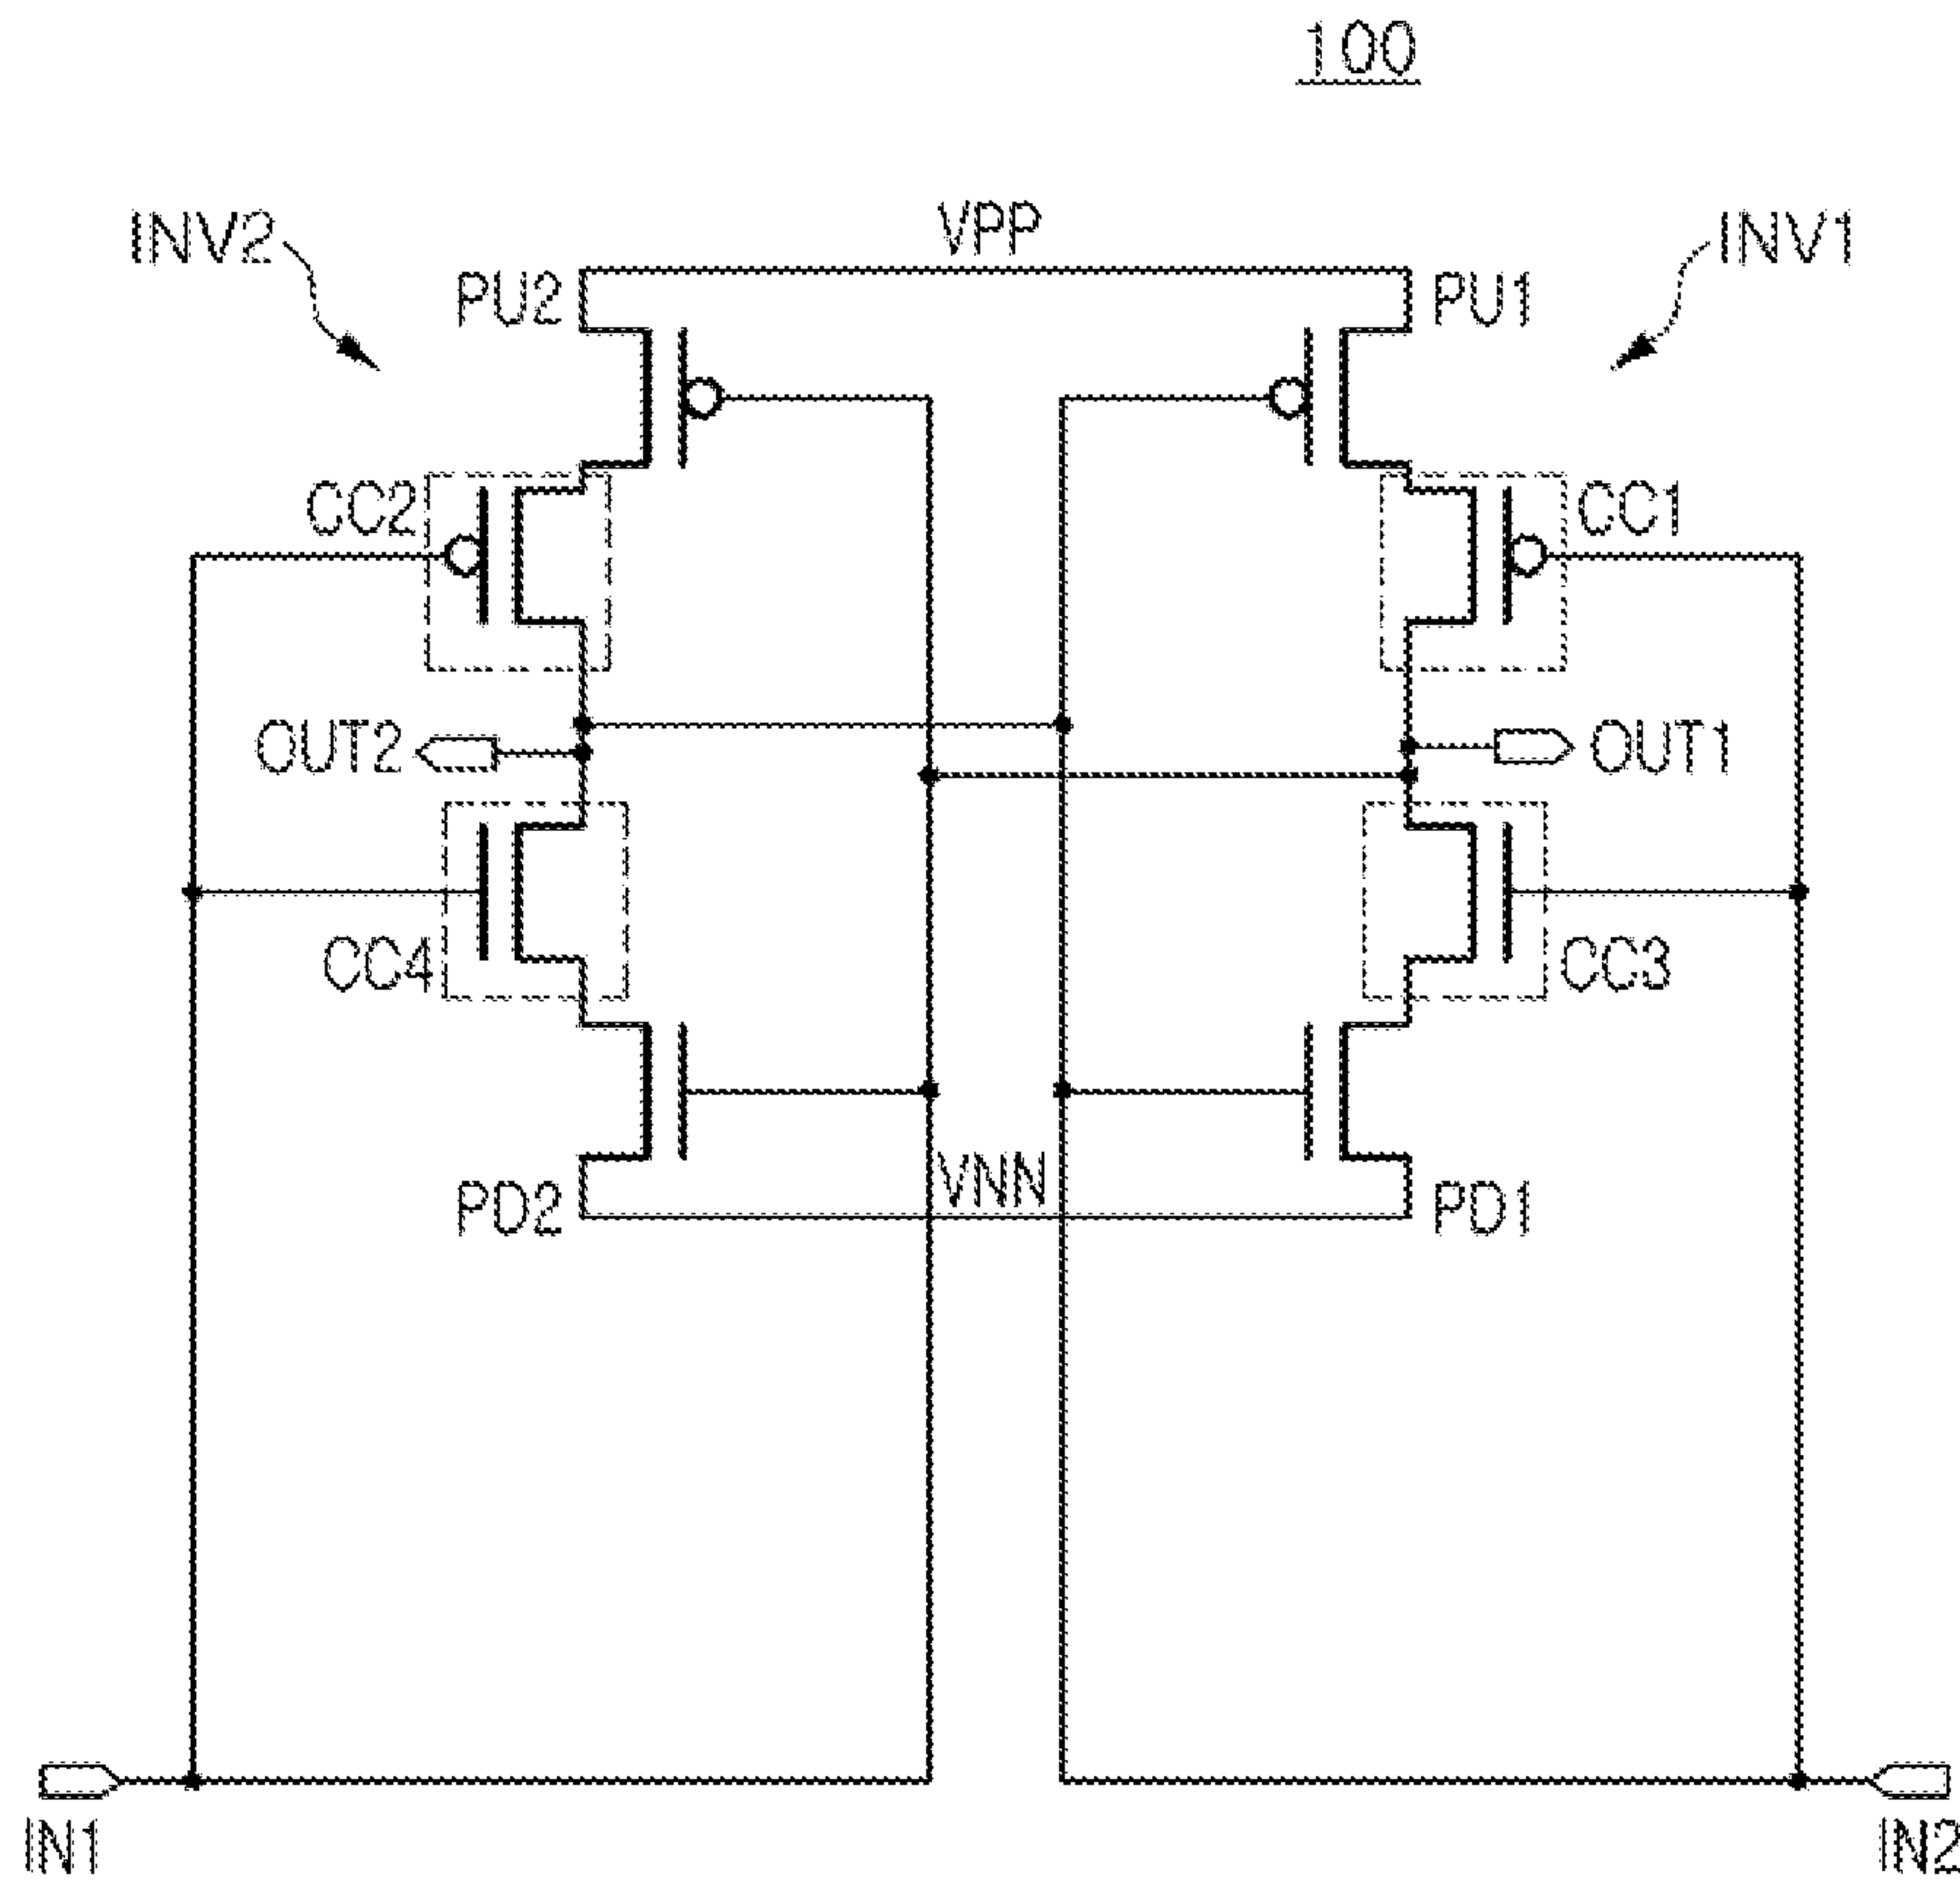 100
INV2
VPP
INV1
PU2
PU1
CC2
CC1
OUT2
OUT1
CC4
CC3
VNN
PD2
PD1
IN1
IN2